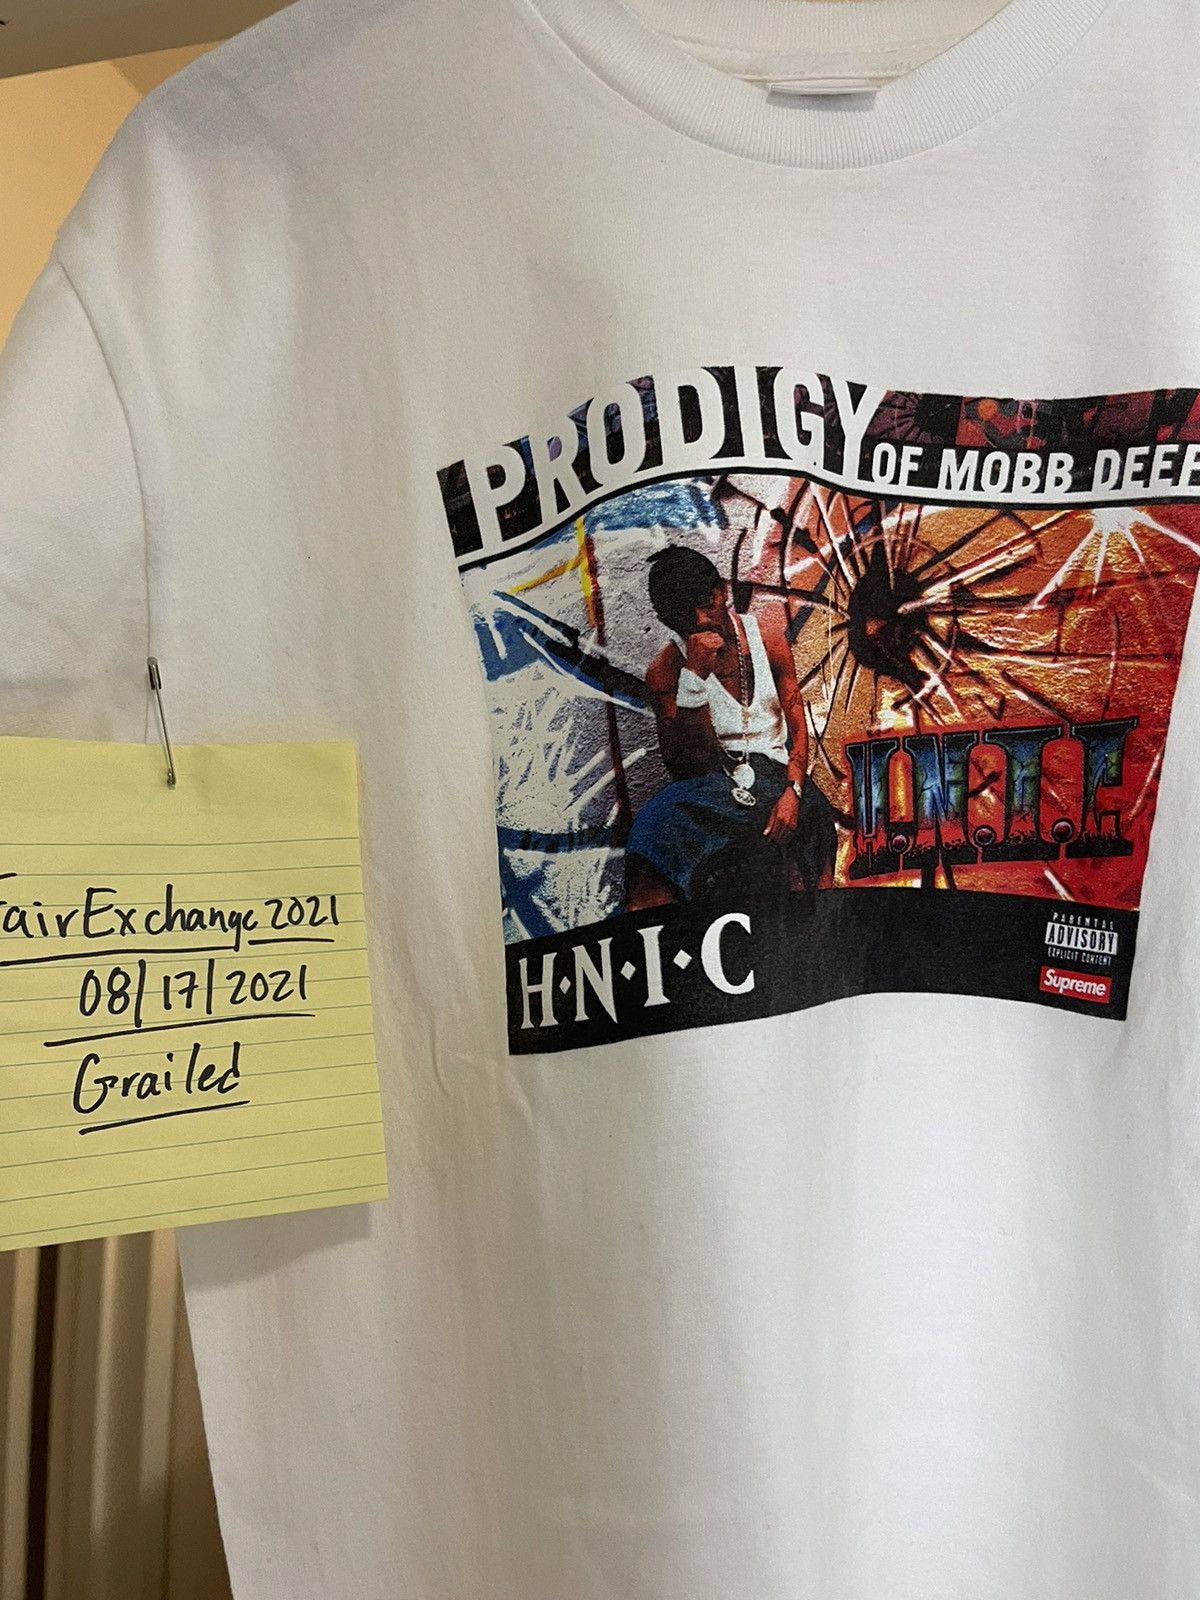 PRODIGY OF MOBB DEEP
H.N.I.C
H·N·I·C
PARENTAL
ADVISORY
EXPLICIT CONTENT
Supreme
FairExchange2021
08/17/2021
Grailed